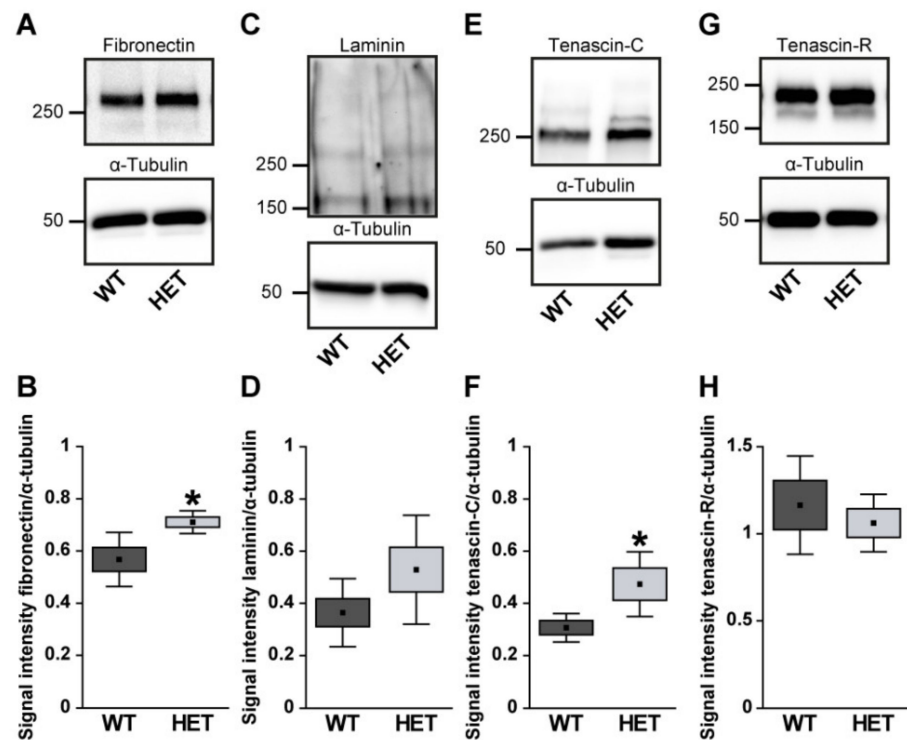 A
Fibronectin
250
α-Tubulin
50
WT HET
C
Laminin
250
150
α-Tubulin
50
WT HET
E
Tenascin-C
250
α-Tubulin
50
WT HET
G
Tenascin-R
250
150
α-Tubulin
50
WT HET
B
Signal intensity fibronectin/α-tubulin
1
0.8
0.6
0.4
0.2
0
*
WT HET
D
Signal intensity laminin/α-tubulin
1
0.8
0.6
0.4
0.2
0
WT HET
F
Signal intensity tenascin-C/α-tubulin
1
0.8
0.6
0.4
0.2
0
*
WT HET
H
Signal intensity tenascin-R/α-tubulin
1.5
1
0.5
0
WT HET